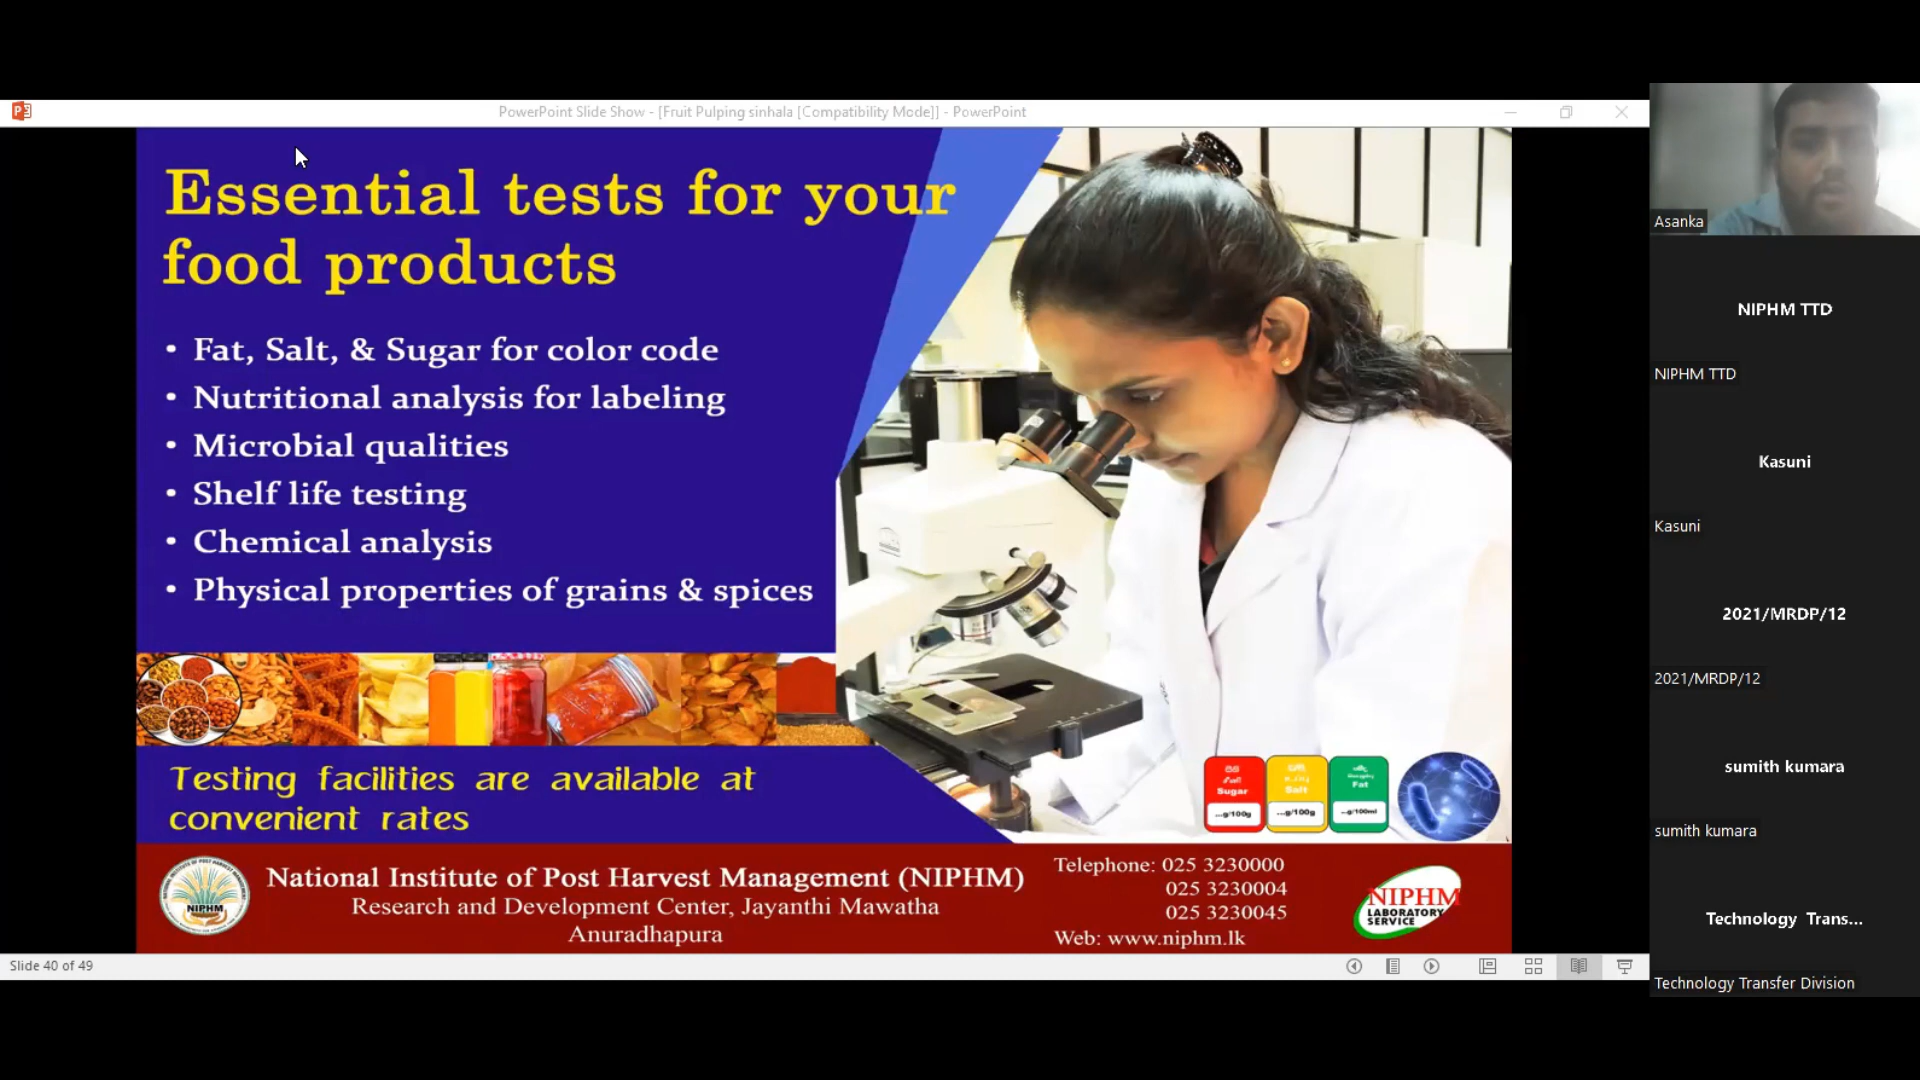 PowerPoint Slide Show - [Fruit Pulping sinhala [Compatibility Mode]] - PowerPoint
Essential tests for your
food products
• Fat, Salt, & Sugar for color code
• Nutritional analysis for labeling
• Microbial qualities
• Shelf life testing
• Chemical analysis
• Physical properties of grains & spices
Testing facilities are available at
convenient rates
Sugar
...g/100g
Salt
...g/100g
Fat
...g/100ml
NIPHM
National Institute of Post Harvest Management (NIPHM)
Research and Development Center, Jayanthi Mawatha
Anuradhapura
Telephone: 025 3230000
025 3230004
025 3230045
Web: www.niphm.lk
NIPHM
LABORATORY
SERVICE
Slide 40 of 49
Asanka
NIPHM TTD
NIPHM TTD
Kasuni
Kasuni
2021/MRDP/12
2021/MRDP/12
sumith kumara
sumith kumara
Technology Trans...
Technology Transfer Division